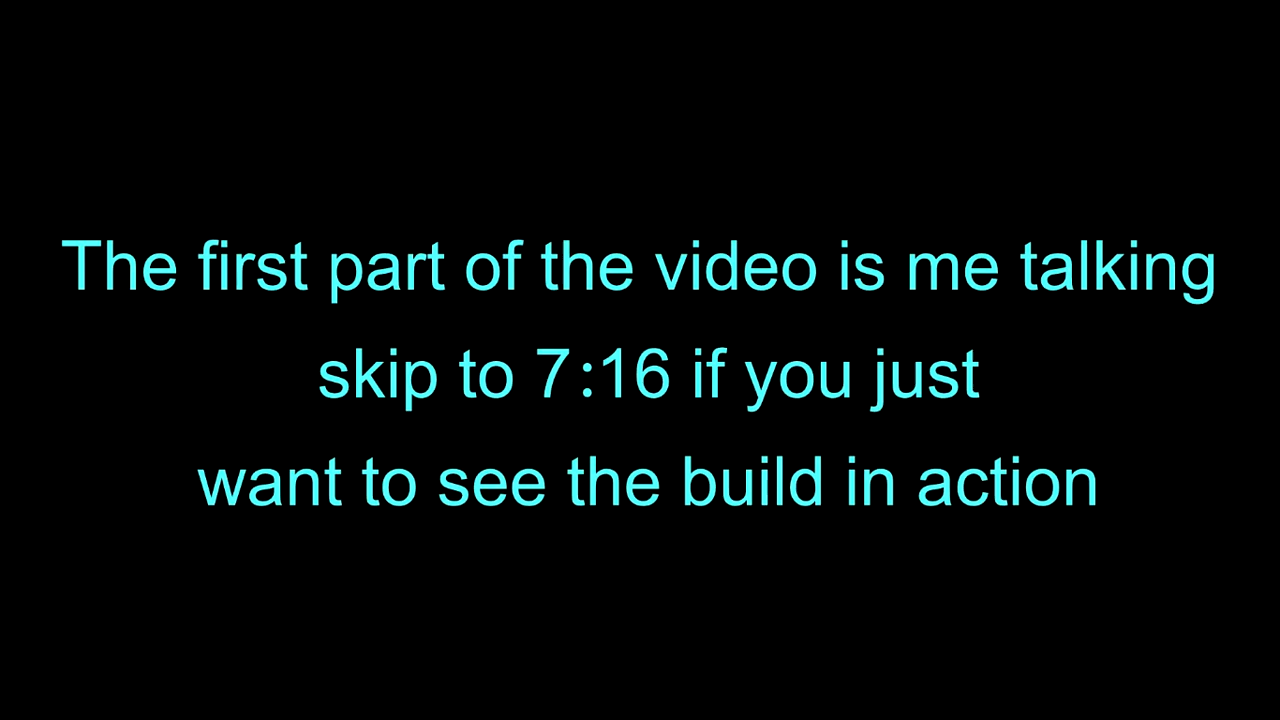 The first part of the video is me talking
skip to 7:16 if you just
want to see the build in action